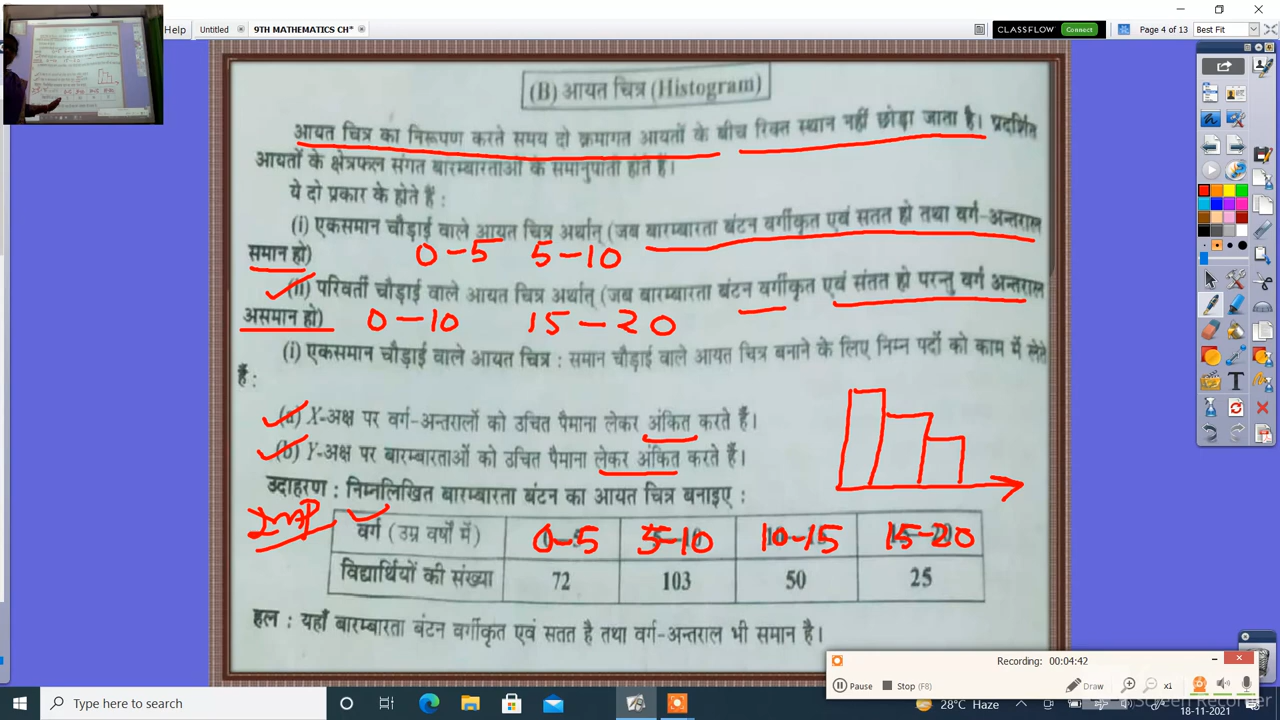 Help Untitled 9TH MATHEMATICS CH* CLASSFLOW Connect Page 4 of 13 Best Fit
(B) आयत चित्र (Histogram)
आयत चित्र का निरूपण करते समय दो क्रमागत आयतों के बीच रिक्त स्थान नहीं छोड़ा जाता है। प्रदर्शित
आयतों के क्षेत्रफल संगत बारम्बारताओं के समानुपाती होते हैं।
ये दो प्रकार के होते हैं :
(i) एकसमान चौड़ाई वाले आयत चित्र अर्थात् (जब बारम्बारता बंटन वर्गीकृत एवं सतत हो तथा वर्ग-अन्तराल
समान हो) 0-5 5-10
(ii) परिवर्ती चौड़ाई वाले आयत चित्र अर्थात् (जब बारम्बारता बंटन वर्गीकृत एवं संतत हो परन्तु वर्ग अन्तराल
असमान हो) 0-10 15-20
(i) एकसमान चौड़ाई वाले आयत चित्र : समान चौड़ाई वाले आयत चित्र बनाने के लिए निम्न पदों को काम में लेते
हैं :
(a) X-अक्ष पर वर्ग-अन्तरालों को उचित पैमाना लेकर अंकित करते हैं।
(b) Y-अक्ष पर बारम्बारताओं को उचित पैमाना लेकर अंकित करते हैं।
उदाहरण : निम्नलिखित बारम्बारता बंटन का आयत चित्र बनाइए :
Imp वर्ग (उम्र वर्षों में) 0-5 5-10 10-15 15-20
विद्यार्थियों की संख्या 72 103 50 25
हल : यहाँ बारम्बारता बंटन वर्गीकृत एवं सतत है तथा वर्ग-अन्तराल भी समान है।
Recording: 00:04:42
Pause Stop (F8) Draw x1
Type here to search 28°C Haze 18-11-2021